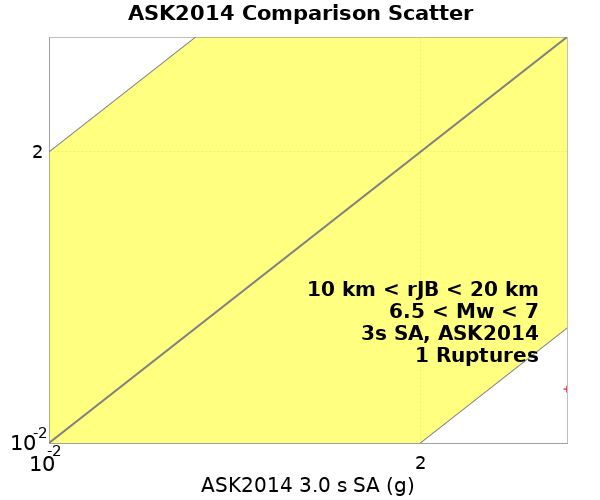 ASK2014 Comparison Scatter
2
10 km < rJB < 20 km
6.5 < Mw < 7
3s SA, ASK2014
1 Ruptures
10-2
10-2
2
ASK2014 3.0 s SA (g)